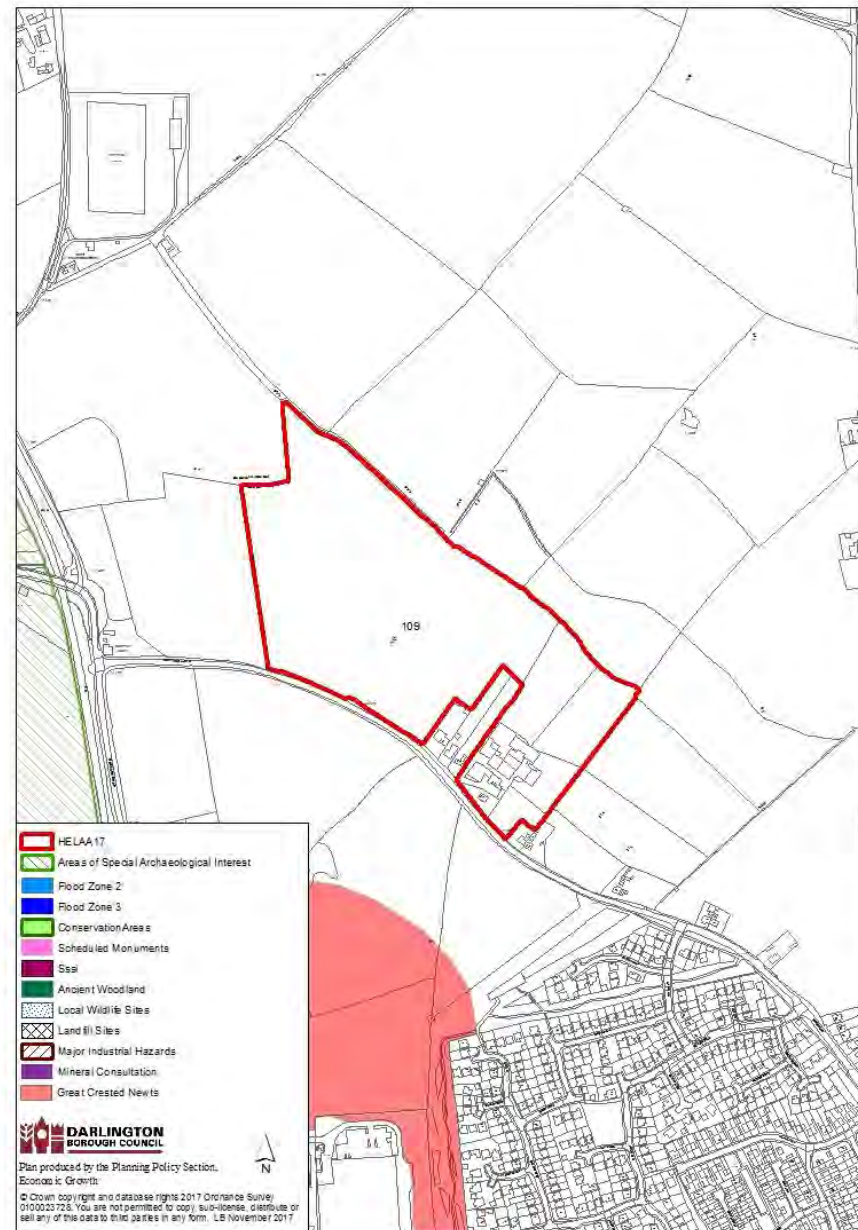 109
HELAA17
Areas of Special Archaeological Interest
Flood Zone 2
Flood Zone 3
Conservation Areas
Scheduled Monuments
Sssi
Ancient Woodland
Local Wildlife Sites
Landfill Sites
Major Industrial Hazards
Mineral Consultation
Great Crested Newts
DARLINGTON
BOROUGH COUNCIL
Plan produced by the Planning Policy Section,
Economic Growth
N
© Crown copyright and database rights 2017 Ordnance Survey
0100023728. You are not permitted to copy, sub-license, distribute or
sell any of this data to third parties in any form. LB November 2017